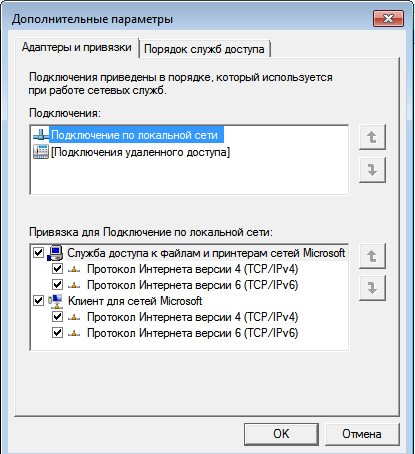 Дополнительные параметры
Адаптеры и привязки
Порядок служб доступа
Подключения приведены в порядке, который используется
при работе сетевых служб.
Подключения:
Подключение по локальной сети
[Подключения удаленного доступа]
Привязка для Подключение по локальной сети:
Служба доступа к файлам и принтерам сетей Microsoft
Протокол Интернета версии 4 (TCP/IPv4)
Протокол Интернета версии 6 (TCP/IPv6)
Клиент для сетей Microsoft
Протокол Интернета версии 4 (TCP/IPv4)
Протокол Интернета версии 6 (TCP/IPv6)
OK
Отмена